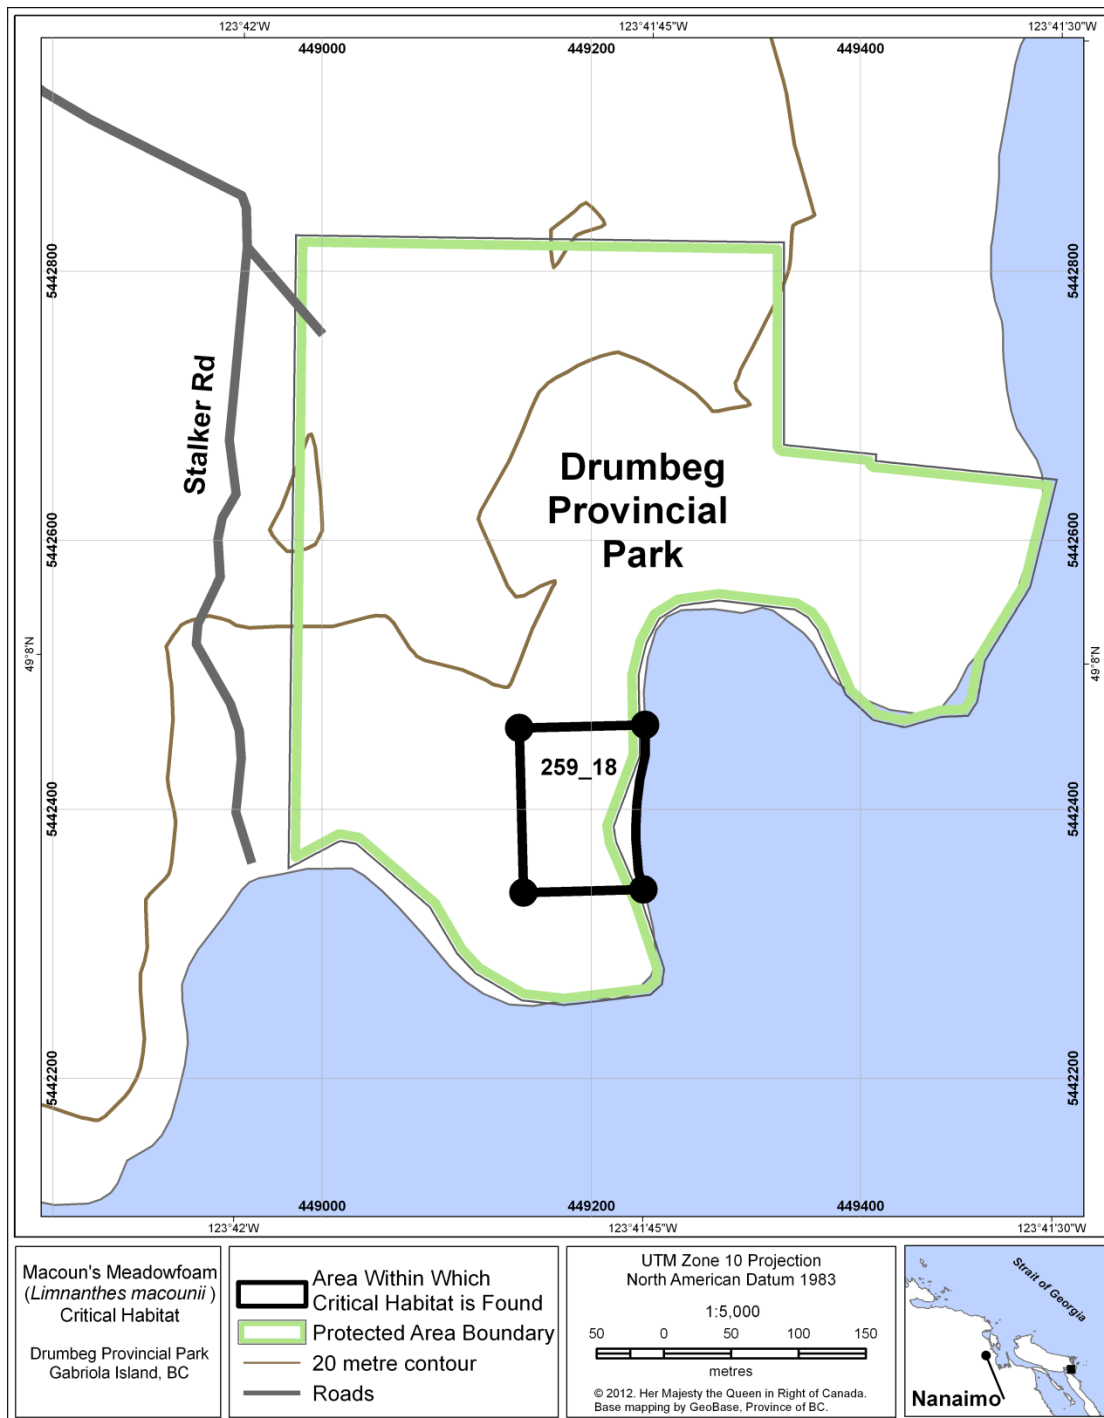 123°42'W
123°41'45"W
123°41'30"W
449000
449200
449400
5442800
5442800
Stalker Rd
Drumbeg
Provincial
Park
5442600
5442600
49°8'N
49°8'N
259_18
5442400
5442400
5442200
5442200
449000
449200
449400
123°42'W
123°41'45"W
123°41'30"W
Macoun's Meadowfoam
(Limnanthes macounii )
Critical Habitat
Drumbeg Provincial Park
Gabriola Island, BC
Area Within Which
Critical Habitat is Found
Protected Area Boundary
20 metre contour
Roads
UTM Zone 10 Projection
North American Datum 1983
1:5,000
50 0 50 100 150
metres
© 2012. Her Majesty the Queen in Right of Canada.
Base mapping by GeoBase, Province of BC.
Strait of Georgia
Nanaimo